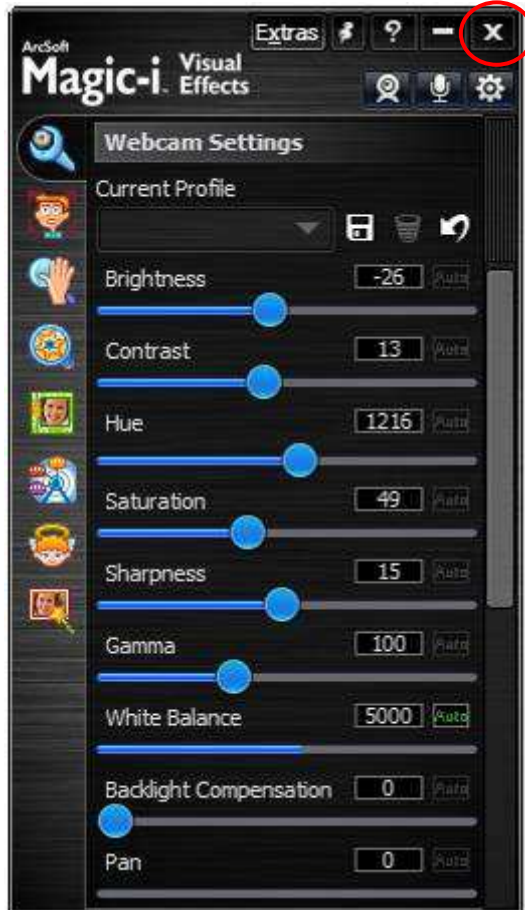 Extras ? X
ArcSoft
Magic-i Visual
Effects
Webcam Settings
Current Profile
Brightness -26 Auto
Contrast 13 Auto
Hue 1216 Auto
Saturation 49 Auto
Sharpness 15 Auto
Gamma 100 Auto
White Balance 5000 Auto
Backlight Compensation 0 Auto
Pan 0 Auto